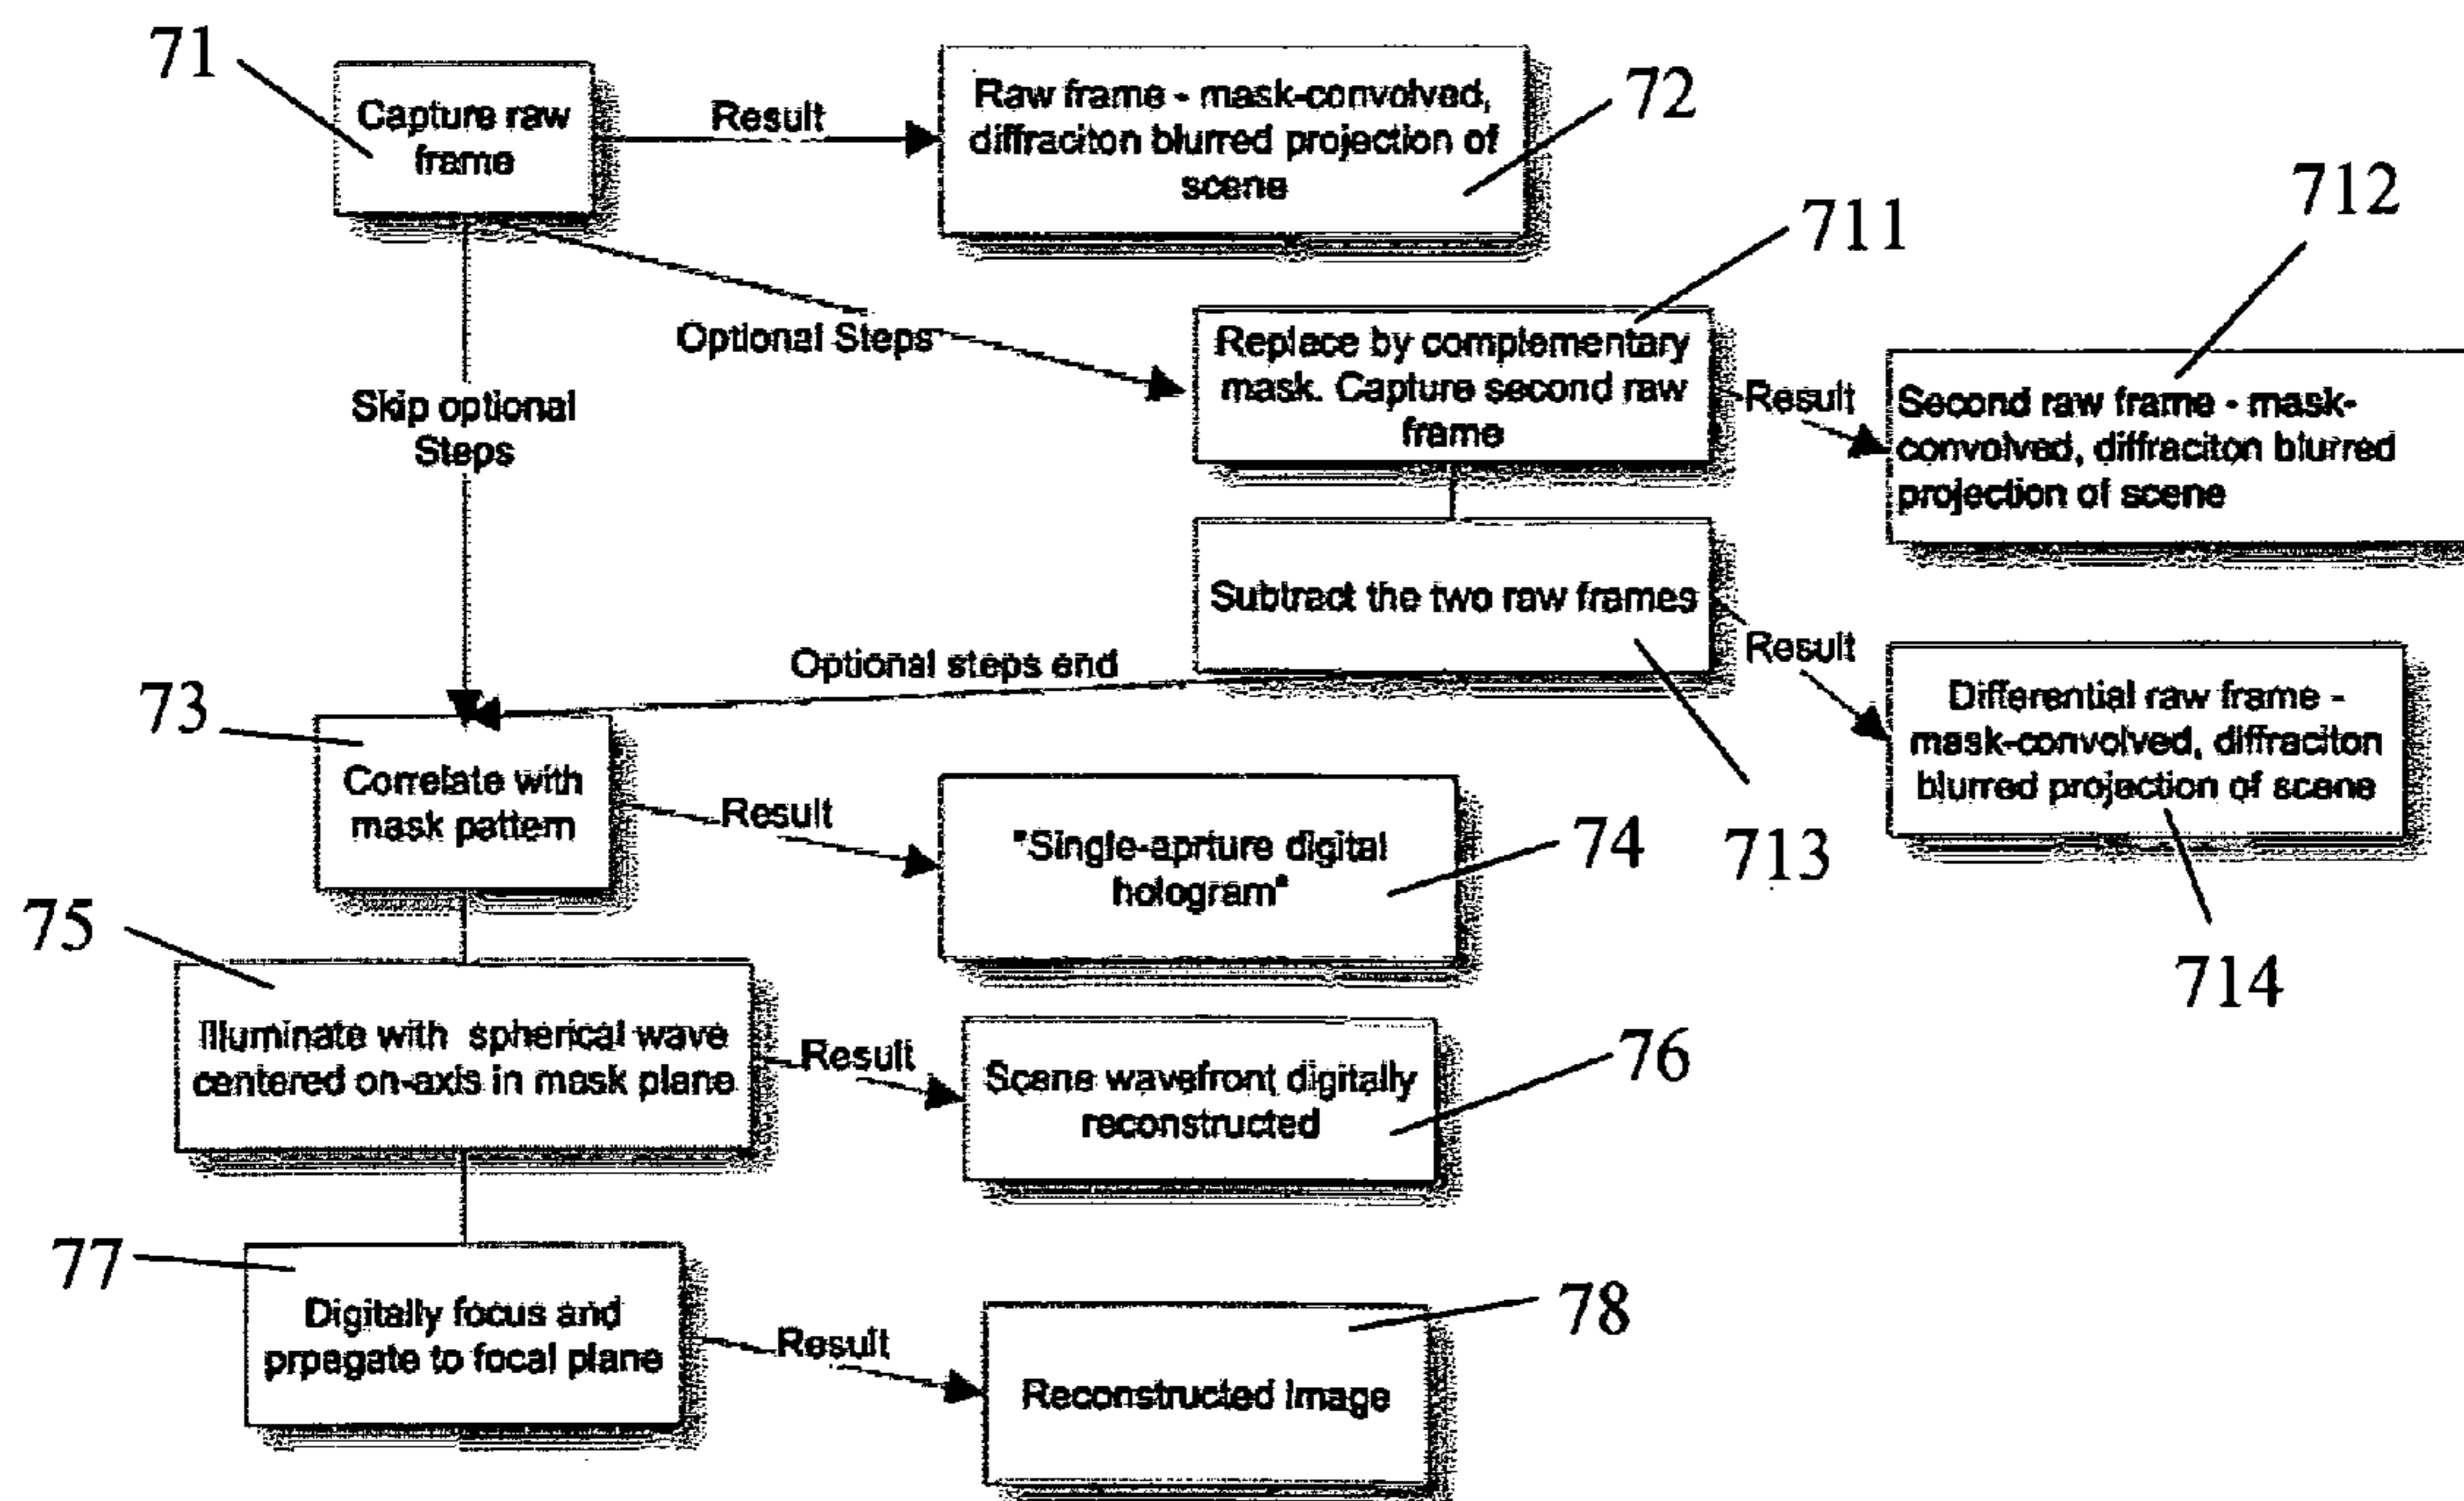 71
Capture raw
frame
Result
Raw frame - mask-convolved,
diffraciton blurred projection of
scene
72
711
712
Optional Steps
Replace by complementary
mask. Capture second raw
frame
Result
Second raw frame - mask-
convolved, diffraciton blurred
projection of scene
Skip optional
Steps
Subtract the two raw frames
Result
Optional steps end
713
Differential raw frame -
mask-convolved, diffraciton
blurred projection of scene
714
73
Correlate with
mask pattern
Result
"Single-aprture digital
hologram"
74
75
Illuminate with spherical wave
centered on-axis in mask plane
Result
Scene wavefront digitally
reconstructed
76
77
Digitally focus and
prpagate to focal plane
Result
Reconstructed image
78